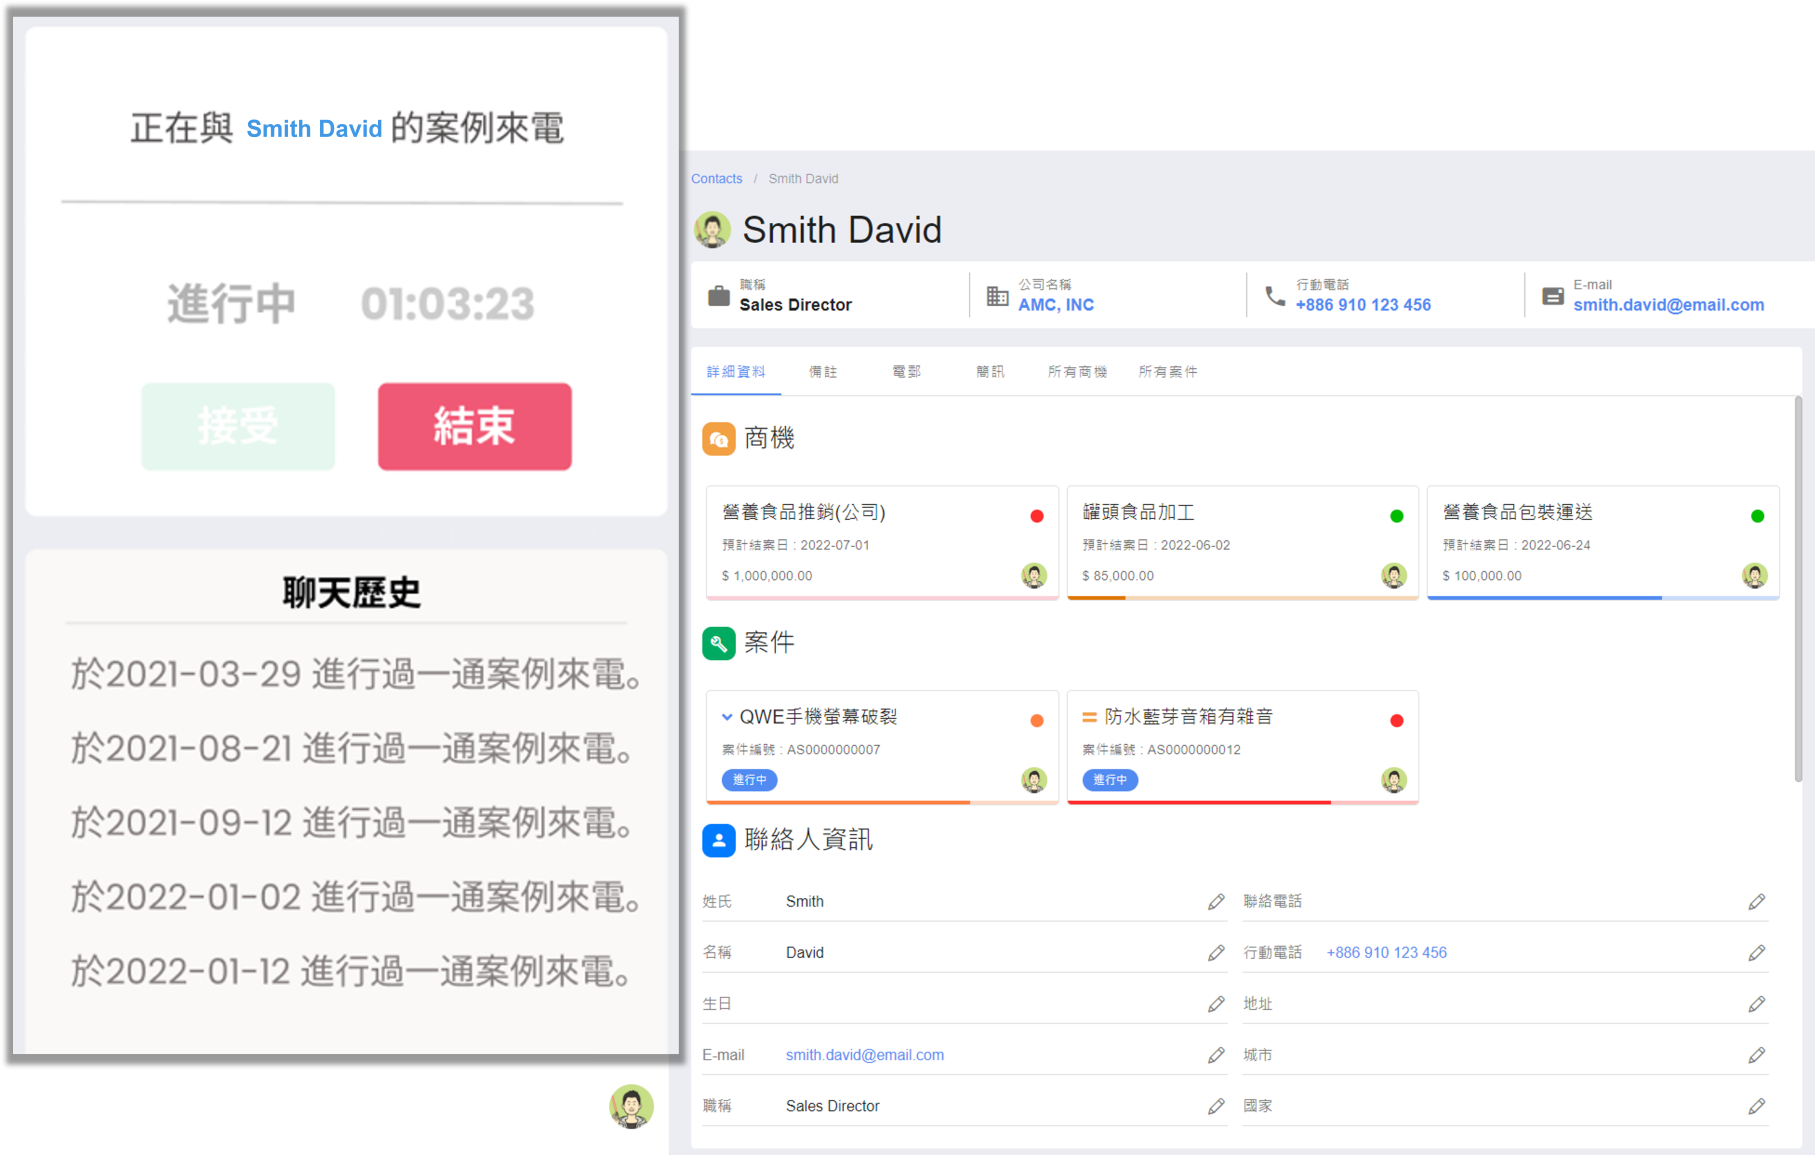 正在與 Smith David 的案例來電
進行中 01:03:23
接受 結束
聊天歷史
於2021-03-29 進行過一通案例來電。
於2021-08-21 進行過一通案例來電。
於2021-09-12 進行過一通案例來電。
於2022-01-02 進行過一通案例來電。
於2022-01-12 進行過一通案例來電。
Contacts / Smith David
Smith David
職稱
Sales Director
公司名稱
AMC, INC
行動電話
+886 910 123 456
E-mail
smith.david@email.com
詳細資料 備註 電郵 簡訊 所有商機 所有案件
商機
營養食品推銷(公司)
預計結案日 : 2022-07-01
$ 1,000,000.00
罐頭食品加工
預計結案日 : 2022-06-02
$ 85,000.00
營養食品包裝運送
預計結案日 : 2022-06-24
$ 100,000.00
案件
QWE手機螢幕破裂
案件編號 : AS0000000007
進行中
防水藍芽音箱有雜音
案件編號 : AS0000000012
進行中
聯絡人資訊
姓氏 Smith
名稱 David
生日
E-mail smith.david@email.com
職稱 Sales Director
聯絡電話
行動電話 +886 910 123 456
地址
城市
國家